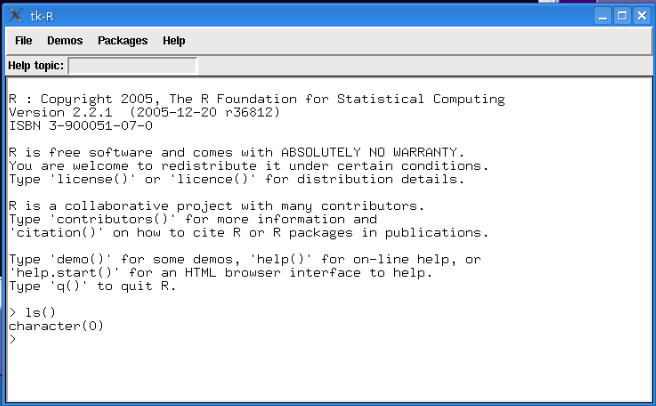 tk-R
File Demos Packages Help
Help topic:
R : Copyright 2005, The R Foundation for Statistical Computing
Version 2.2.1  (2005-12-20 r36812)
ISBN 3-900051-07-0
R is free software and comes with ABSOLUTELY NO WARRANTY.
You are welcome to redistribute it under certain conditions.
Type 'license()' or 'licence()' for distribution details.
R is a collaborative project with many contributors.
Type 'contributors()' for more information and
'citation()' on how to cite R or R packages in publications.
Type 'demo()' for some demos, 'help()' for on-line help, or
'help.start()' for an HTML browser interface to help.
Type 'q()' to quit R.
> ls()
character(0)
>